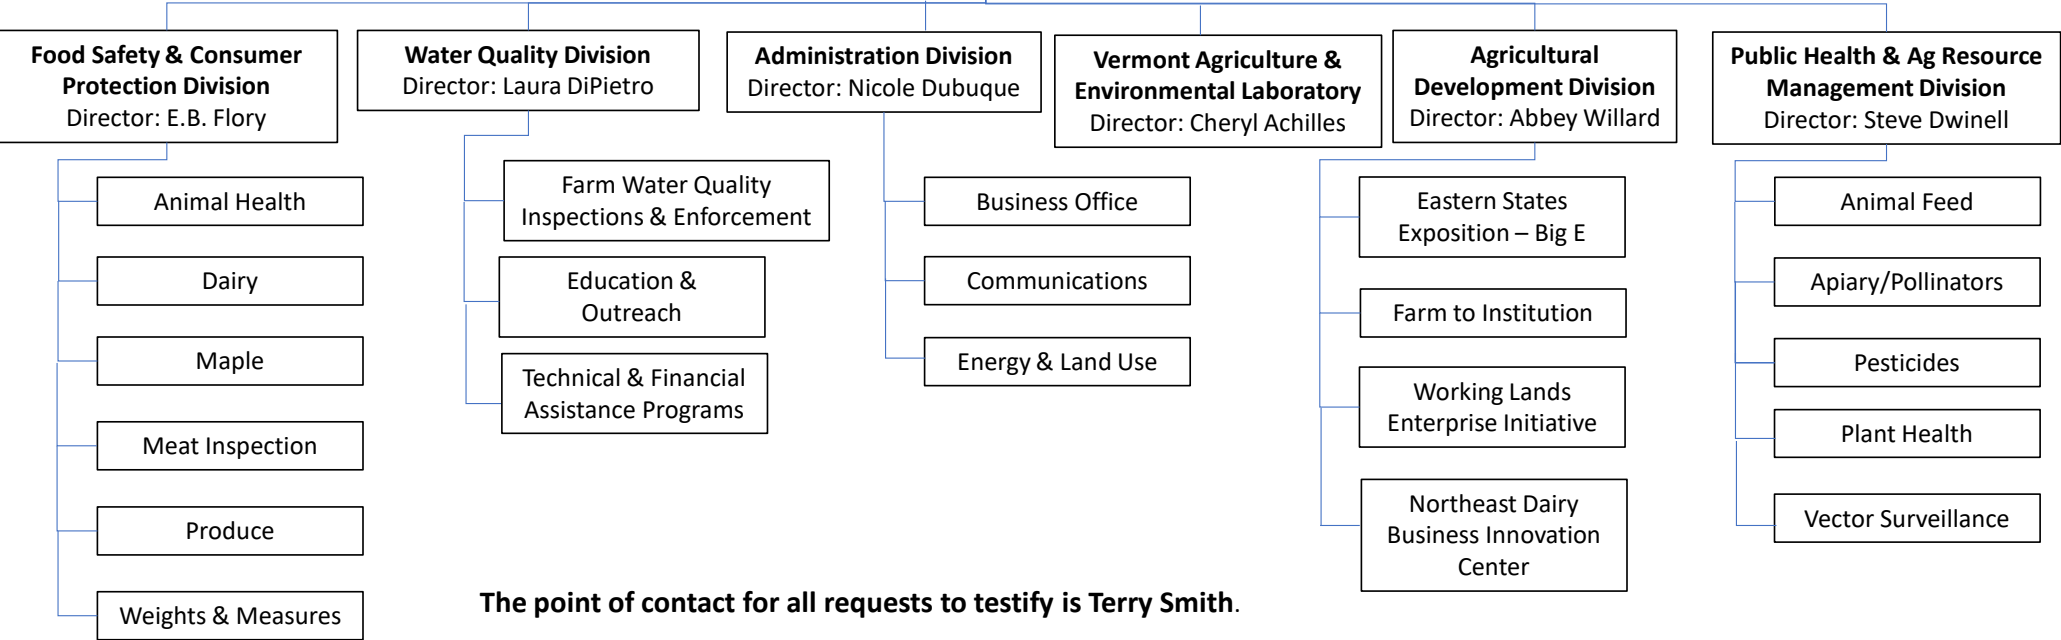 Food Safety & Consumer
Protection Division
Director: E.B. Flory
Animal Health
Dairy
Maple
Meat Inspection
Produce
Weights & Measures
Water Quality Division
Director: Laura DiPietro
Farm Water Quality
Inspections & Enforcement
Education &
Outreach
Technical & Financial
Assistance Programs
Administration Division
Director: Nicole Dubuque
Business Office
Communications
Energy & Land Use
Vermont Agriculture &
Environmental Laboratory
Director: Cheryl Achilles
Agricultural
Development Division
Director: Abbey Willard
Eastern States
Exposition – Big E
Farm to Institution
Working Lands
Enterprise Initiative
Northeast Dairy
Business Innovation
Center
Public Health & Ag Resource
Management Division
Director: Steve Dwinell
Animal Feed
Apiary/Pollinators
Pesticides
Plant Health
Vector Surveillance
The point of contact for all requests to testify is Terry Smith.